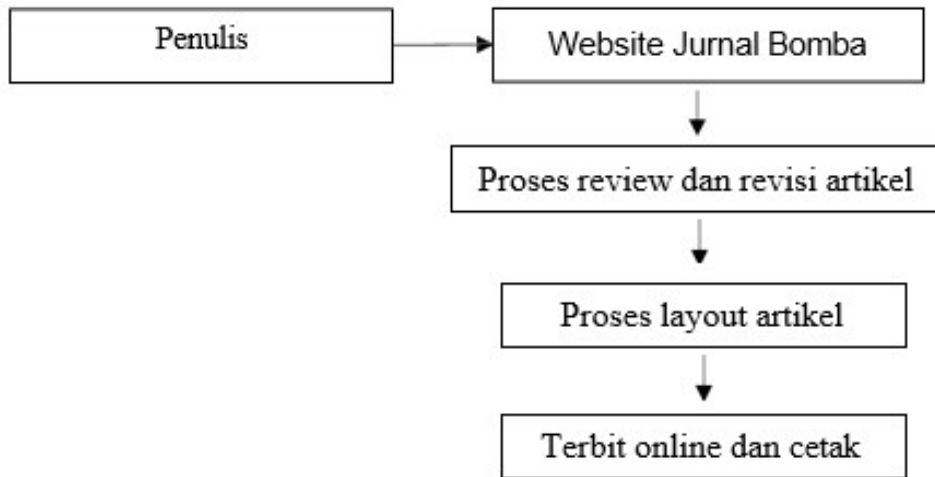 Penulis
Website Jurnal Bomba
Proses review dan revisi artikel
Proses layout artikel
Terbit online dan cetak